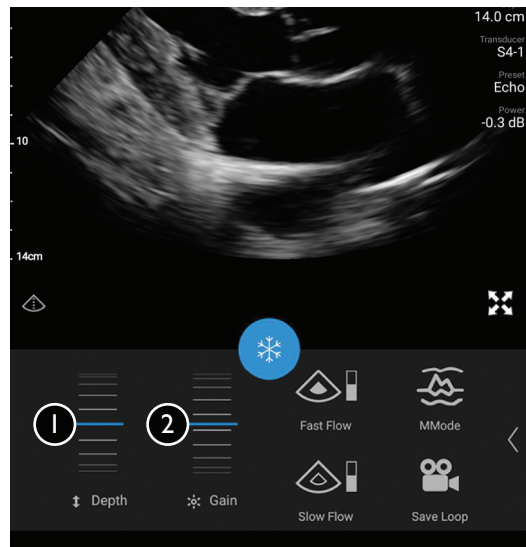 14.0 cm
Transducer
S4-1
Preset
Echo
Power
-0.3 dB
10
14cm
1
2
Fast Flow
MMode
Depth
Gain
Slow Flow
Save Loop